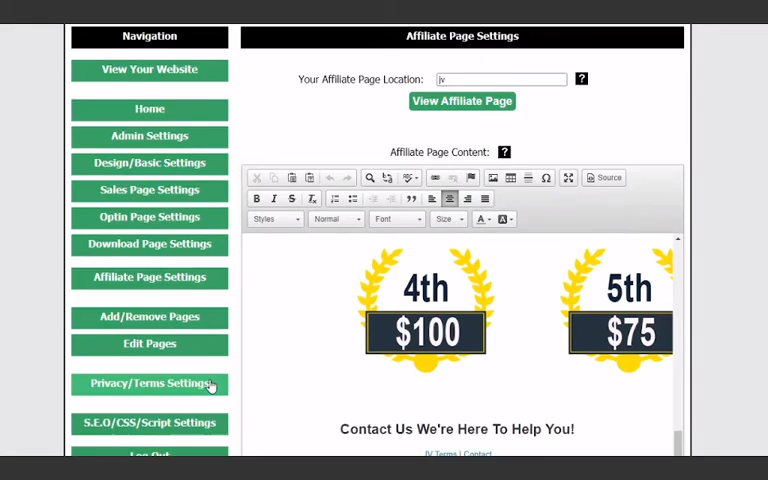 Navigation
Affiliate Page Settings
View Your Website
Your Affiliate Page Location: jv ?
View Affiliate Page
Home
Admin Settings
Design/Basic Settings
Sales Page Settings
Optin Page Settings
Download Page Settings
Affiliate Page Settings
Add/Remove Pages
Edit Pages
Privacy/Terms Settings
S.E.O/CSS/Script Settings
Log Out
Affiliate Page Content: ?
Source
B I S
Styles Normal Font Size A A
4th
$100
5th
$75
Contact Us We're Here To Help You!
JV Terms | Contact